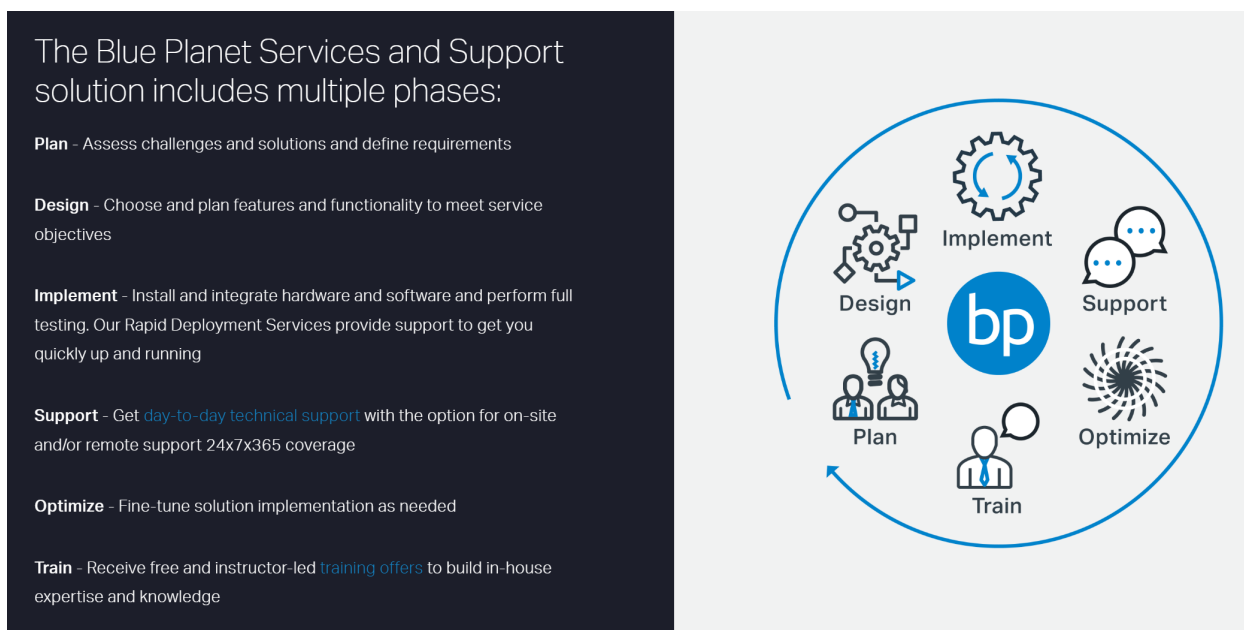 The Blue Planet Services and Support
solution includes multiple phases:
Plan - Assess challenges and solutions and define requirements
Design - Choose and plan features and functionality to meet service
objectives
Implement - Install and integrate hardware and software and perform full
testing. Our Rapid Deployment Services provide support to get you
quickly up and running
Support - Get day-to-day technical support with the option for on-site
and/or remote support 24x7x365 coverage
Optimize - Fine-tune solution implementation as needed
Train - Receive free and instructor-led training offers to build in-house
expertise and knowledge
Implement
Design
Support
bp
Plan
Optimize
Train